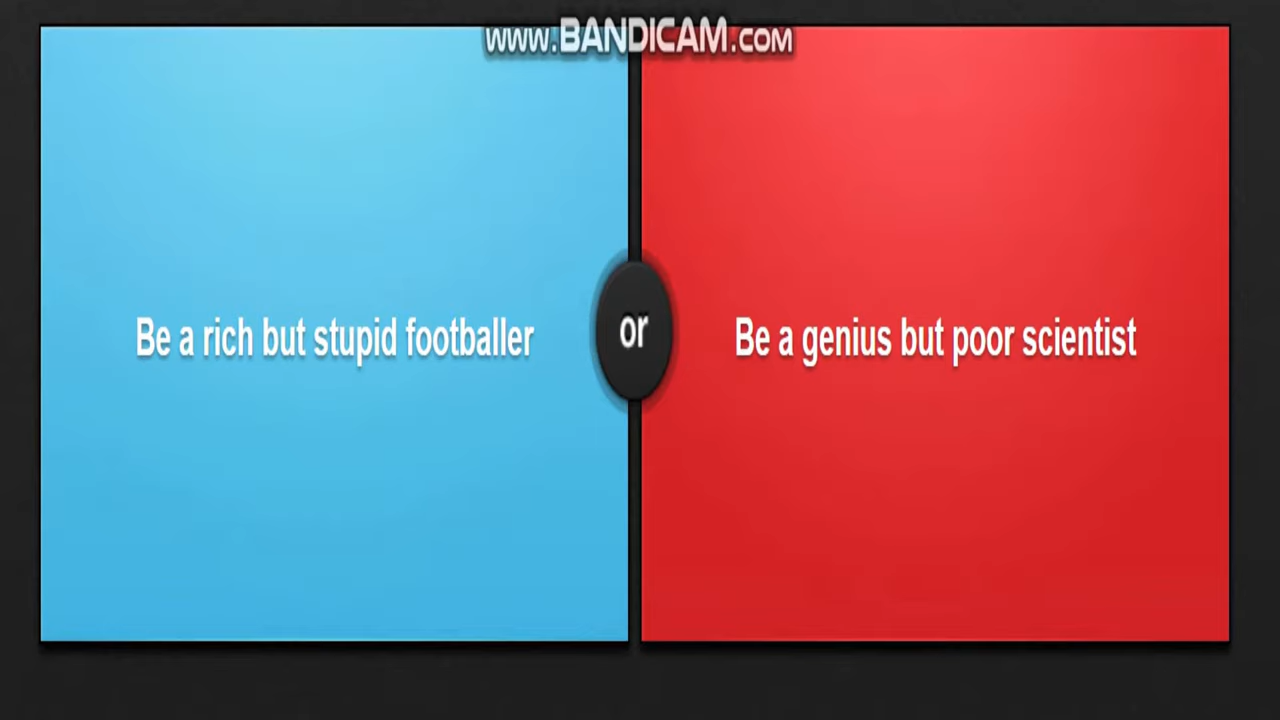 www.BANDICAM.com
Be a rich but stupid footballer
or
Be a genius but poor scientist